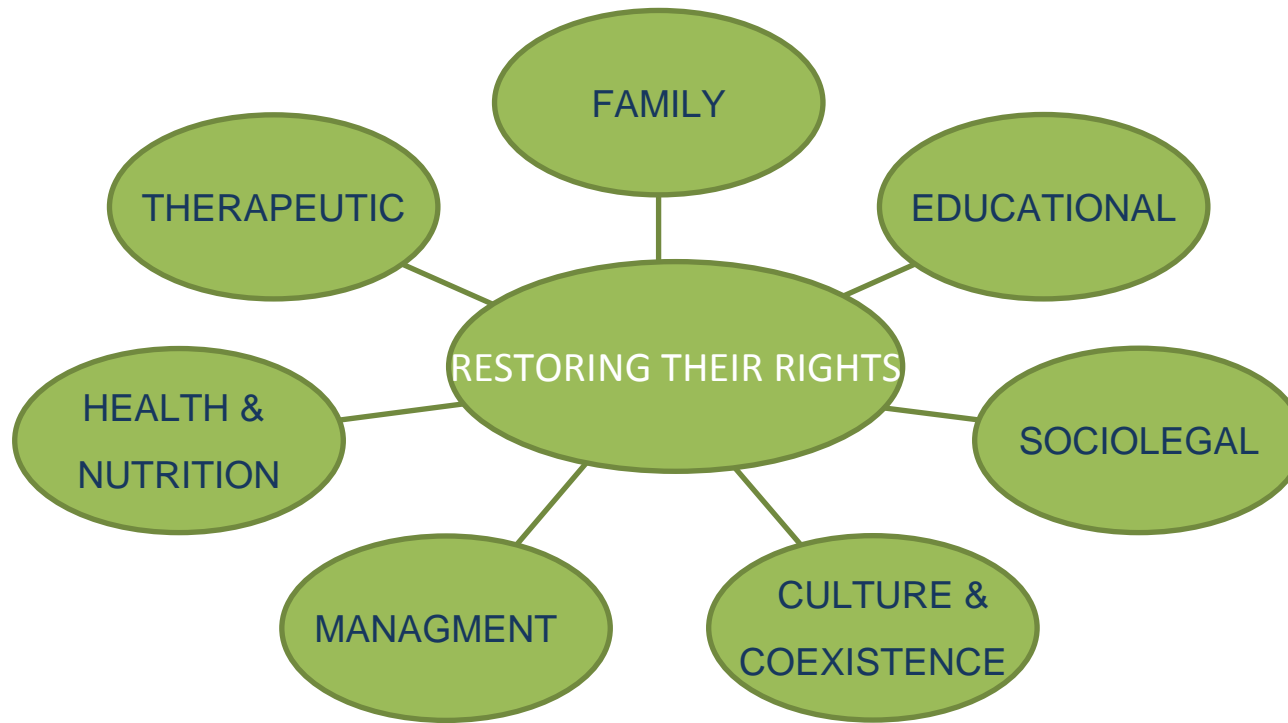 FAMILY
THERAPEUTIC
EDUCATIONAL
RESTORING THEIR RIGHTS
HEALTH &
NUTRITION
SOCIOLEGAL
MANAGMENT
CULTURE &
COEXISTENCE